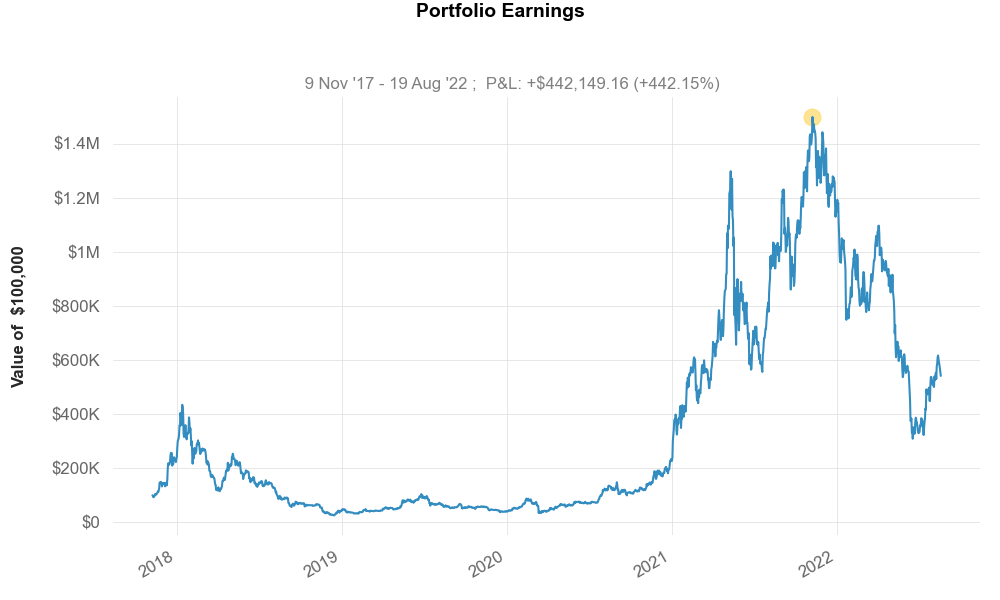 Portfolio Earnings
9 Nov '17 - 19 Aug '22 ;  P&L: +$442,149.16 (+442.15%)
Value of  $100,000
$1.4M
$1.2M
$1M
$800K
$600K
$400K
$200K
$0
2018
2019
2020
2021
2022